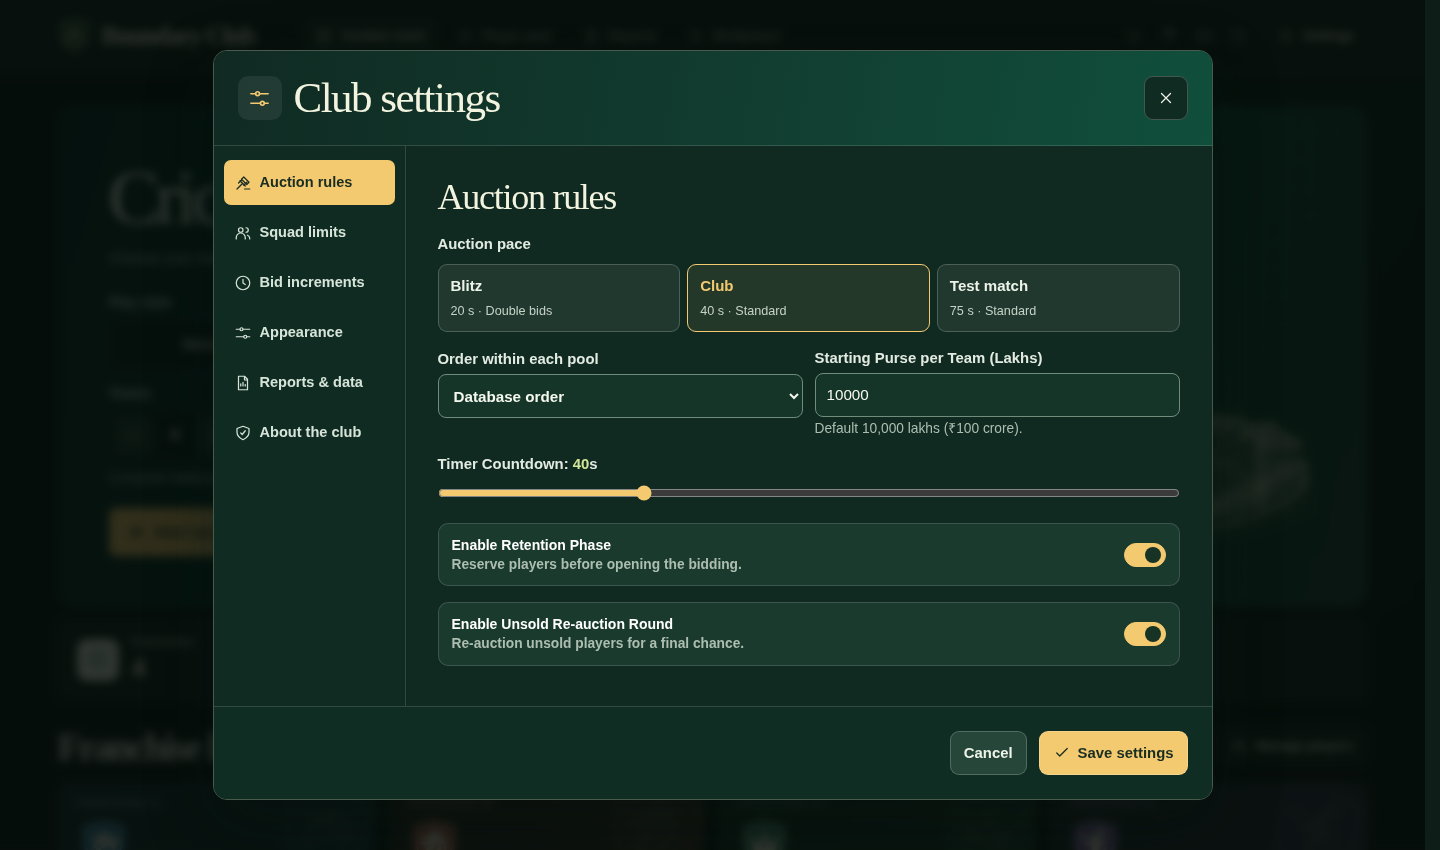 Boundary Club
Club settings
Auction rules
Squad limits
Bid increments
Appearance
Reports & data
About the club
Auction rules
Auction pace
Blitz
20 s · Double bids
Club
40 s · Standard
Test match
75 s · Standard
Order within each pool
Database order
Starting Purse per Team (Lakhs)
10000
Default 10,000 lakhs (₹100 crore).
Timer Countdown: 40s
Enable Retention Phase
Reserve players before opening the bidding.
Enable Unsold Re-auction Round
Re-auction unsold players for a final chance.
Franchise
Cancel
Save settings